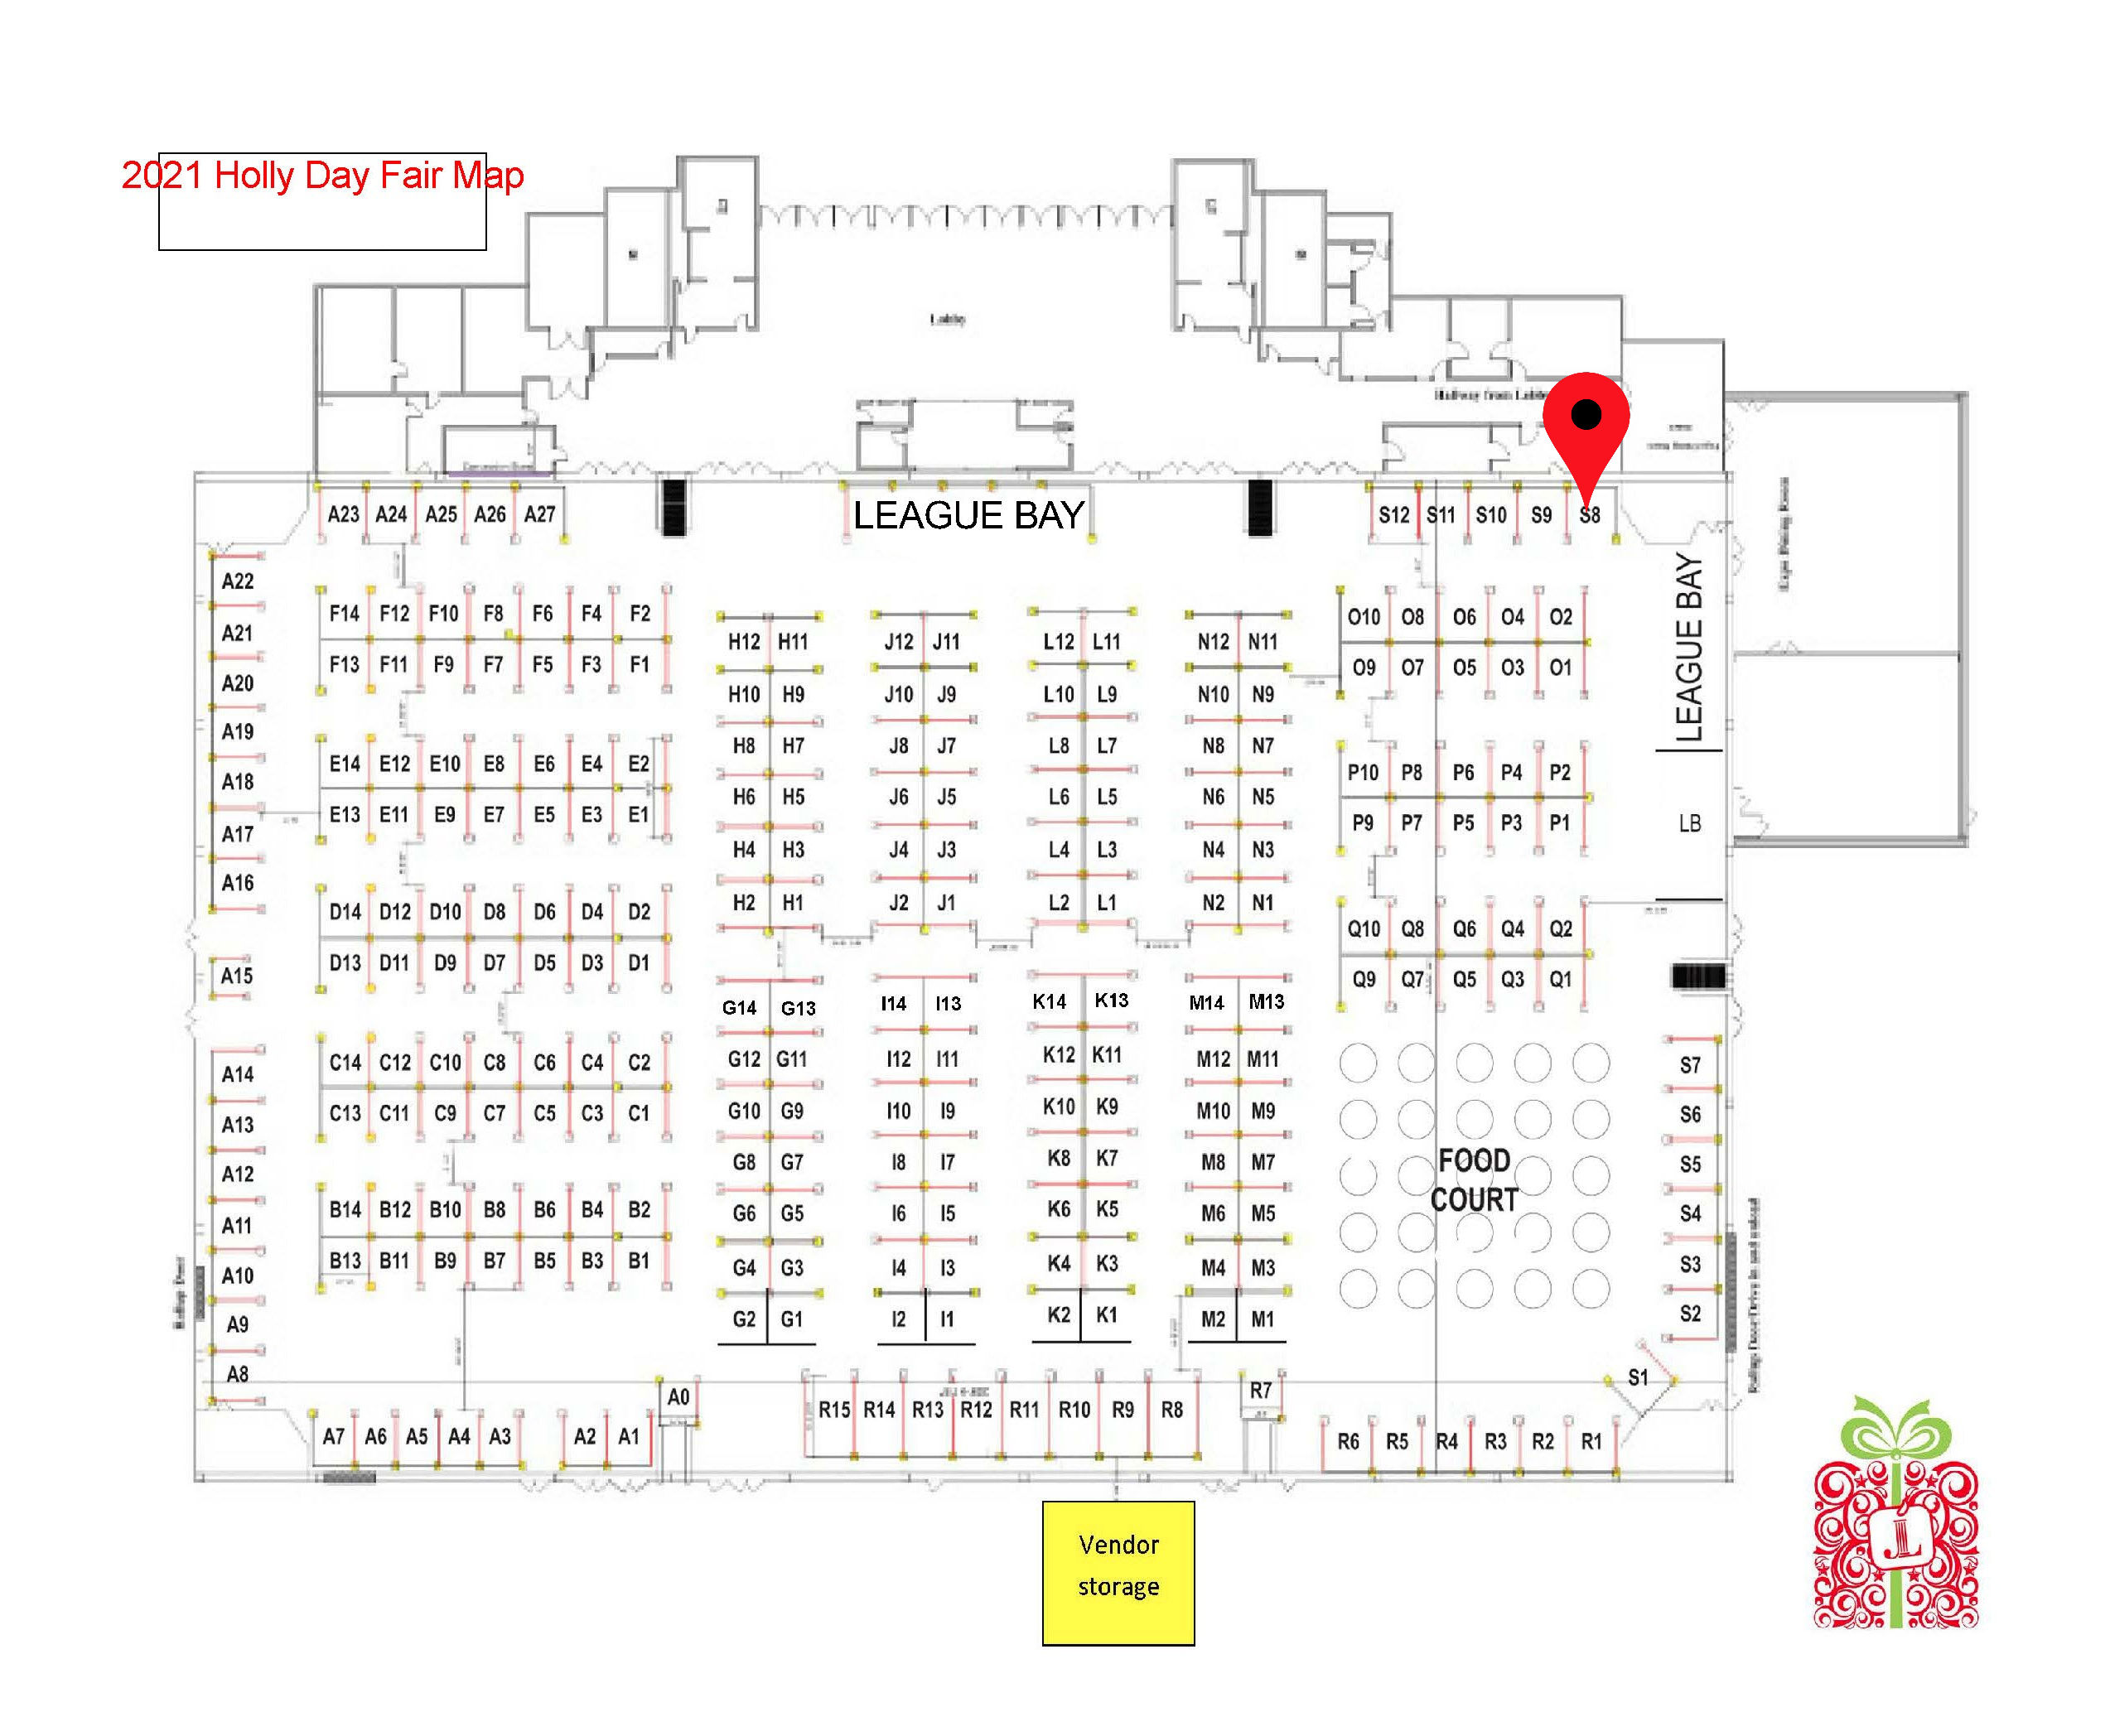 2021 Holly Day Fair Map
Lobby
Hallway from Lobby
A23 A24 A25 A26 A27
LEAGUE BAY
S12 S11 S10 S9 S8
A22
A21
A20
A19
A18
A17
A16
A15
A14
A13
A12
A11
A10
A9
A8
F14 F12 F10 F8 F6 F4 F2
F13 F11 F9 F7 F5 F3 F1
E14 E12 E10 E8 E6 E4 E2
E13 E11 E9 E7 E5 E3 E1
D14 D12 D10 D8 D6 D4 D2
D13 D11 D9 D7 D5 D3 D1
C14 C12 C10 C8 C6 C4 C2
C13 C11 C9 C7 C5 C3 C1
B14 B12 B10 B8 B6 B4 B2
B13 B11 B9 B7 B5 B3 B1
H12 H11 J12 J11 L12 L11 N12 N11
H10 H9 J10 J9 L10 L9 N10 N9
H8 H7 J8 J7 L8 L7 N8 N7
H6 H5 J6 J5 L6 L5 N6 N5
H4 H3 J4 J3 L4 L3 N4 N3
H2 H1 J2 J1 L2 L1 N2 N1
G14 G13 I14 I13 K14 K13 M14 M13
G12 G11 I12 I11 K12 K11 M12 M11
G10 G9 I10 I9 K10 K9 M10 M9
G8 G7 I8 I7 K8 K7 M8 M7
G6 G5 I6 I5 K6 K5 M6 M5
G4 G3 I4 I3 K4 K3 M4 M3
G2 G1 I2 I1 K2 K1 M2 M1
O10 O8 O6 O4 O2
O9 O7 O5 O3 O1
P10 P8 P6 P4 P2
P9 P7 P5 P3 P1
Q10 Q8 Q6 Q4 Q2
Q9 Q7 Q5 Q3 Q1
LEAGUE BAY
LB
FOOD
COURT
S7
S6
S5
S4
S3
S2
S1
A7 A6 A5 A4 A3 A2 A1
A0
R15 R14 R13 R12 R11 R10 R9 R8
R7
R6 R5 R4 R3 R2 R1
Vendor
storage
JL